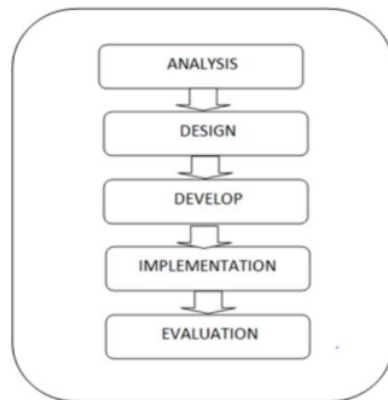 ANALYSIS
DESIGN
DEVELOP
IMPLEMENTATION
EVALUATION